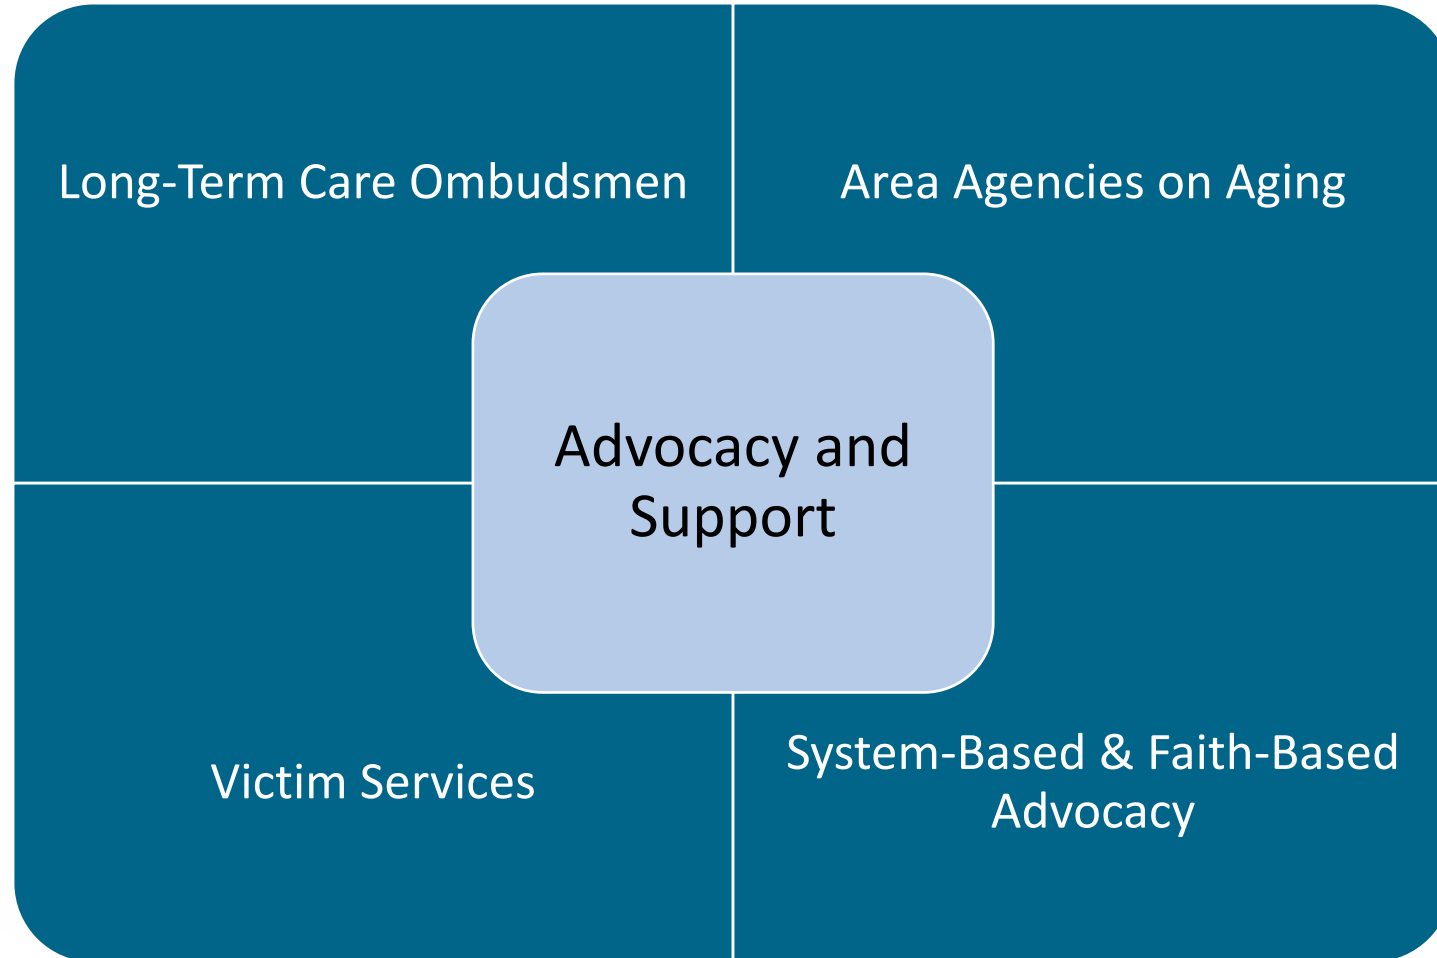 Long-Term Care Ombudsmen
Area Agencies on Aging
Advocacy and
Support
Victim Services
System-Based & Faith-Based
Advocacy